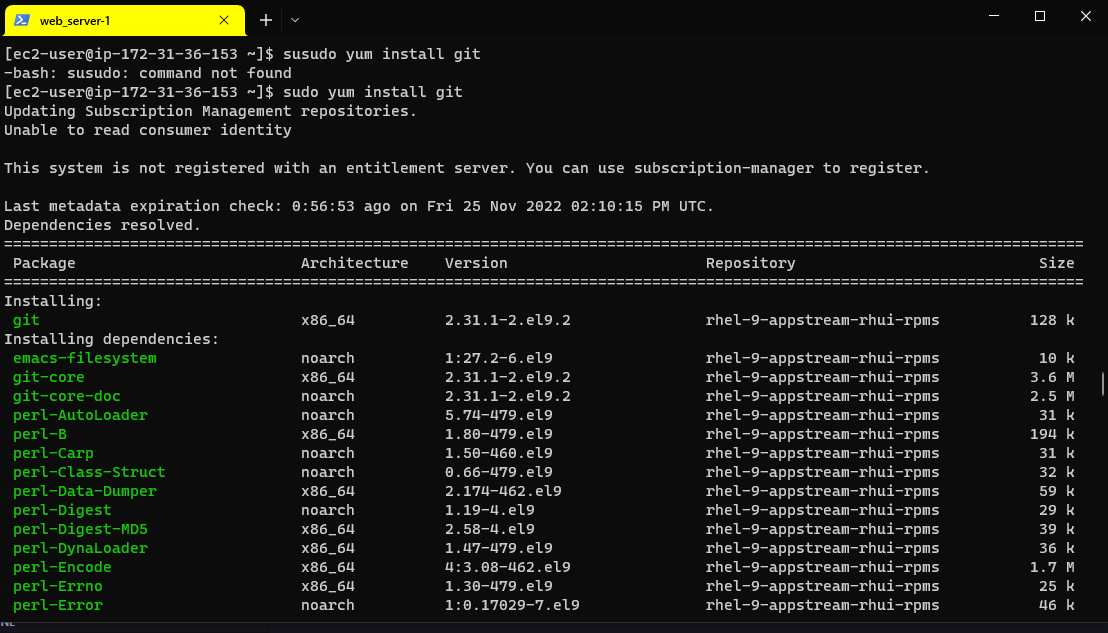 web_server-1
[ec2-user@ip-172-31-36-153 ~]$ susudo yum install git
-bash: susudo: command not found
[ec2-user@ip-172-31-36-153 ~]$ sudo yum install git
Updating Subscription Management repositories.
Unable to read consumer identity
This system is not registered with an entitlement server. You can use subscription-manager to register.
Last metadata expiration check: 0:56:53 ago on Fri 25 Nov 2022 02:10:15 PM UTC.
Dependencies resolved.
========================================================================================================================
Package Architecture Version Repository Size
========================================================================================================================
Installing:
git x86_64 2.31.1-2.el9.2 rhel-9-appstream-rhui-rpms 128 k
Installing dependencies:
emacs-filesystem noarch 1:27.2-6.el9 rhel-9-appstream-rhui-rpms 10 k
git-core x86_64 2.31.1-2.el9.2 rhel-9-appstream-rhui-rpms 3.6 M
git-core-doc noarch 2.31.1-2.el9.2 rhel-9-appstream-rhui-rpms 2.5 M
perl-AutoLoader noarch 5.74-479.el9 rhel-9-appstream-rhui-rpms 31 k
perl-B x86_64 1.80-479.el9 rhel-9-appstream-rhui-rpms 194 k
perl-Carp noarch 1.50-460.el9 rhel-9-appstream-rhui-rpms 31 k
perl-Class-Struct noarch 0.66-479.el9 rhel-9-appstream-rhui-rpms 32 k
perl-Data-Dumper x86_64 2.174-462.el9 rhel-9-appstream-rhui-rpms 59 k
perl-Digest noarch 1.19-4.el9 rhel-9-appstream-rhui-rpms 29 k
perl-Digest-MD5 x86_64 2.58-4.el9 rhel-9-appstream-rhui-rpms 39 k
perl-DynaLoader x86_64 1.47-479.el9 rhel-9-appstream-rhui-rpms 36 k
perl-Encode x86_64 4:3.08-462.el9 rhel-9-appstream-rhui-rpms 1.7 M
perl-Errno x86_64 1.30-479.el9 rhel-9-appstream-rhui-rpms 25 k
perl-Error noarch 1:0.17029-7.el9 rhel-9-appstream-rhui-rpms 46 k